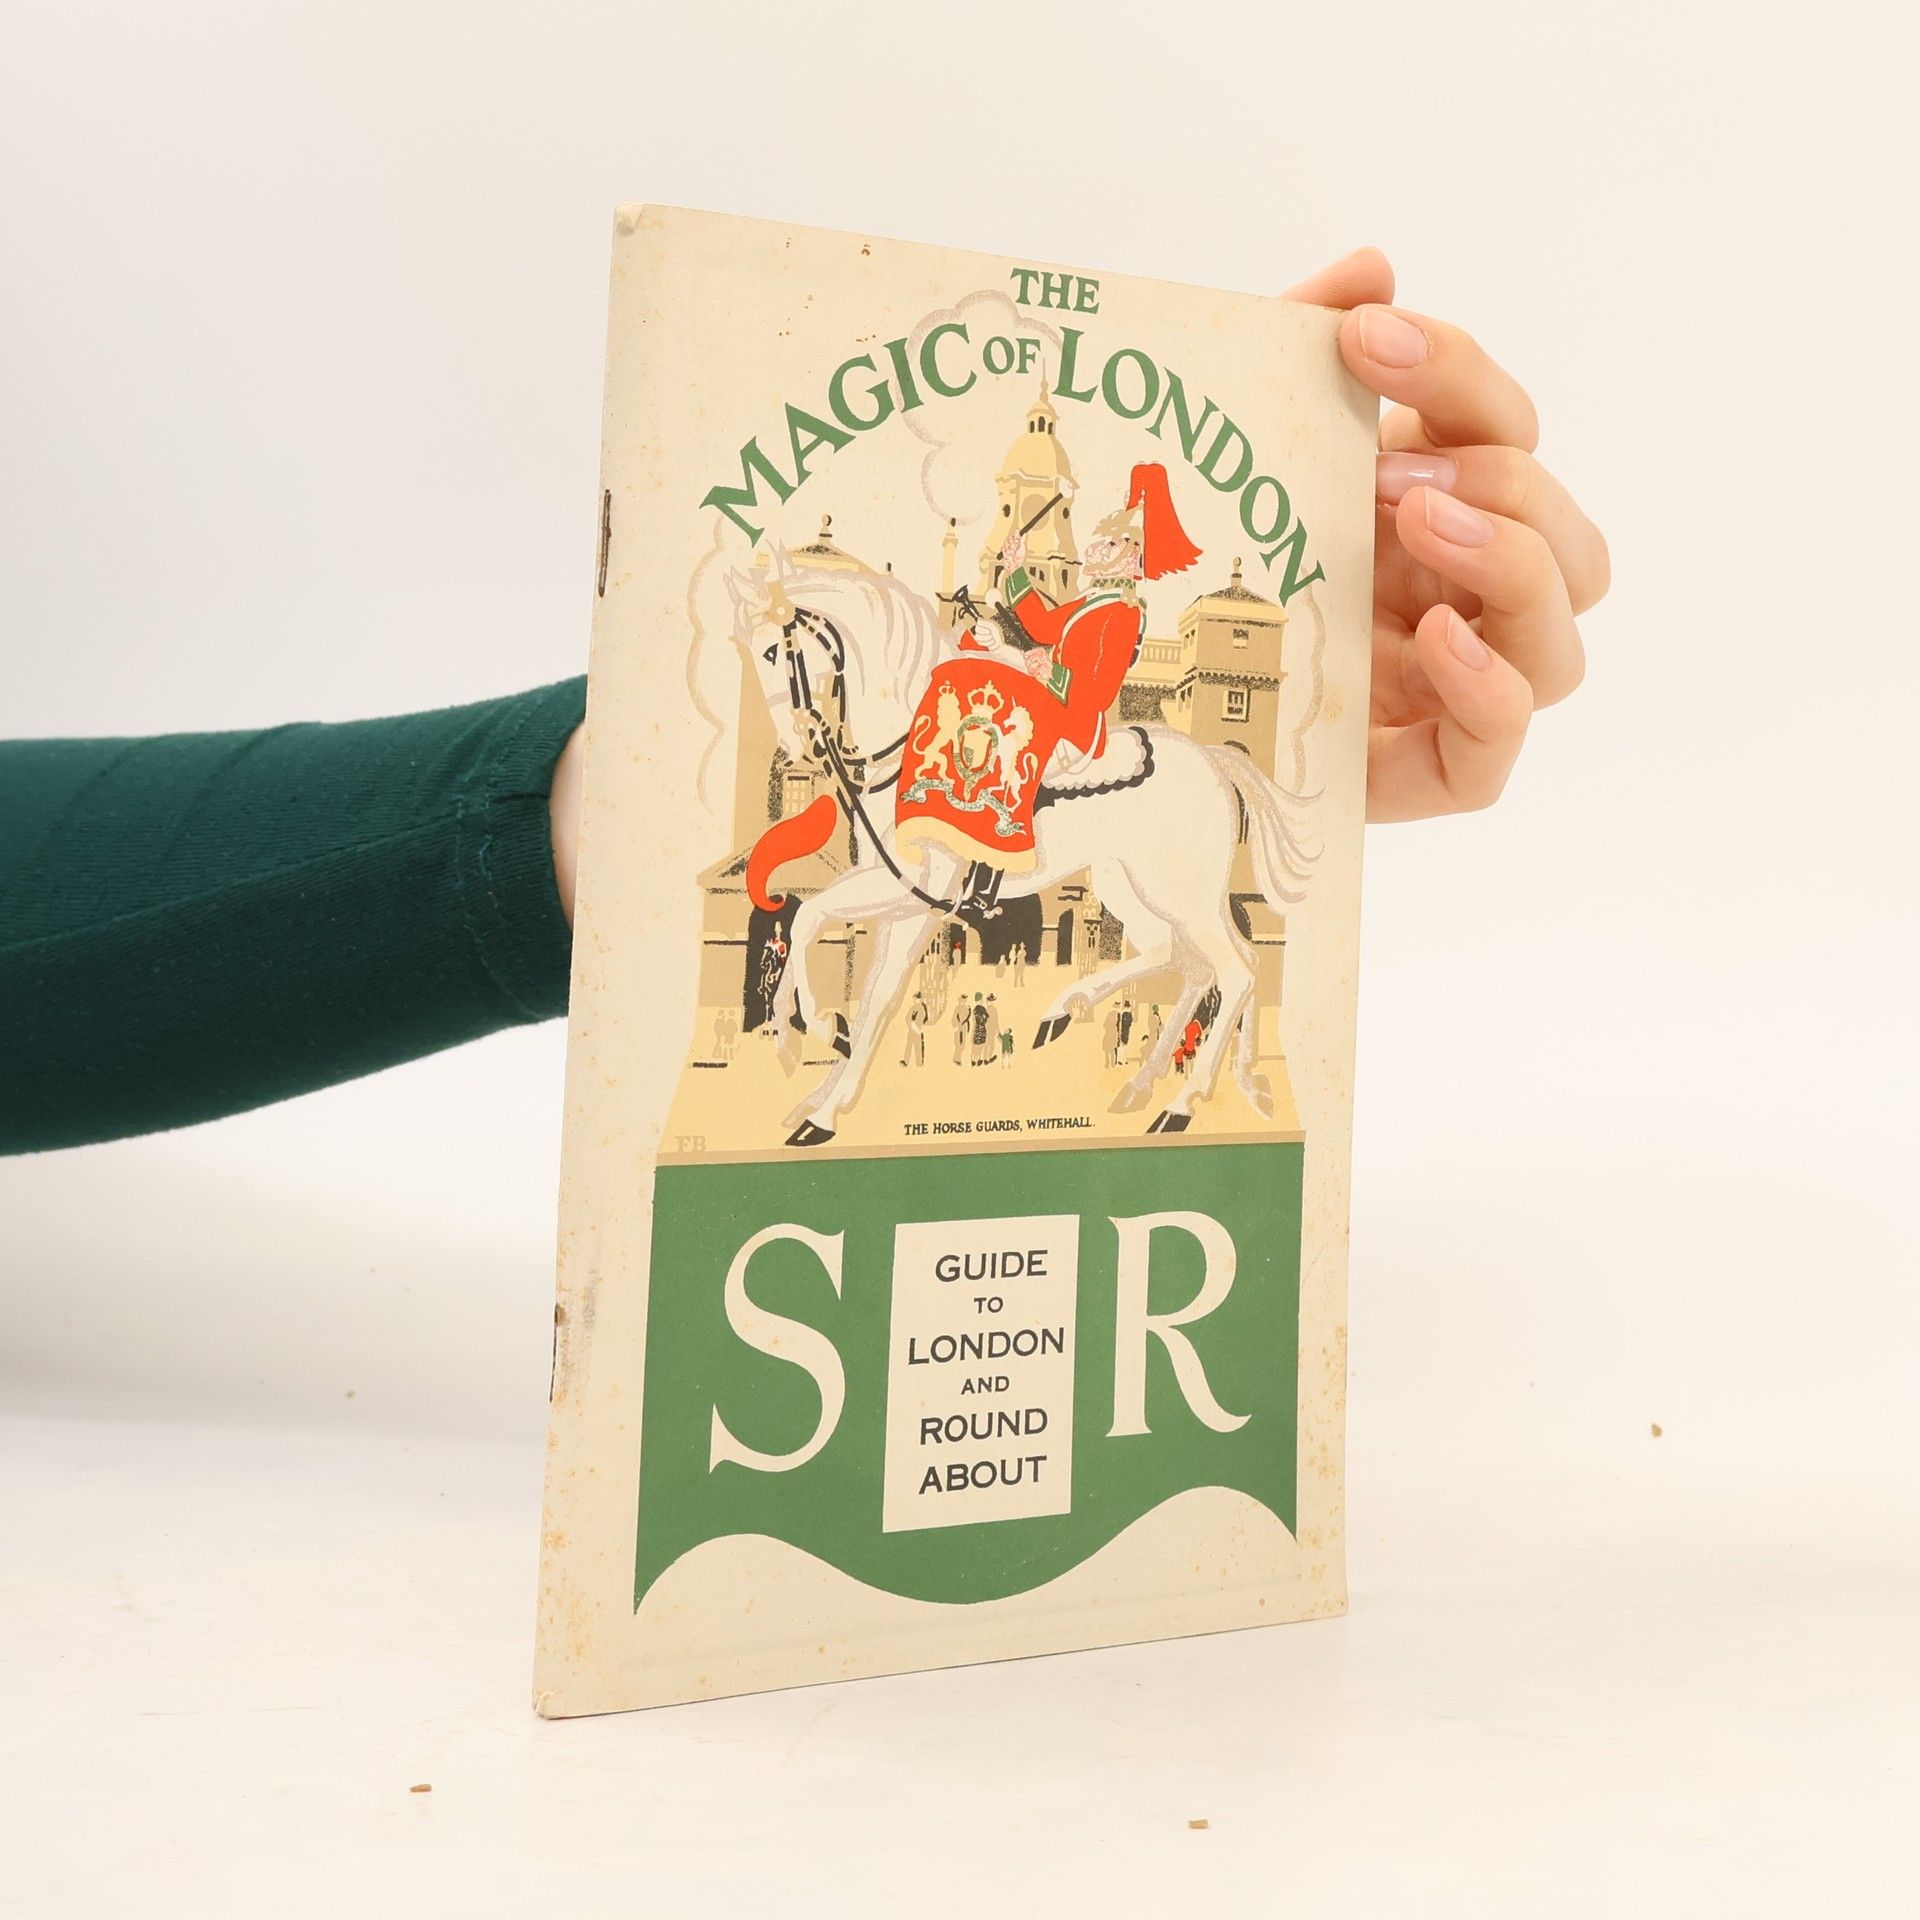 THE
MAGIC OF LONDON
THE HORSE GUARDS, WHITEHALL.
FB
S R
GUIDE
TO
LONDON
AND
ROUND
ABOUT